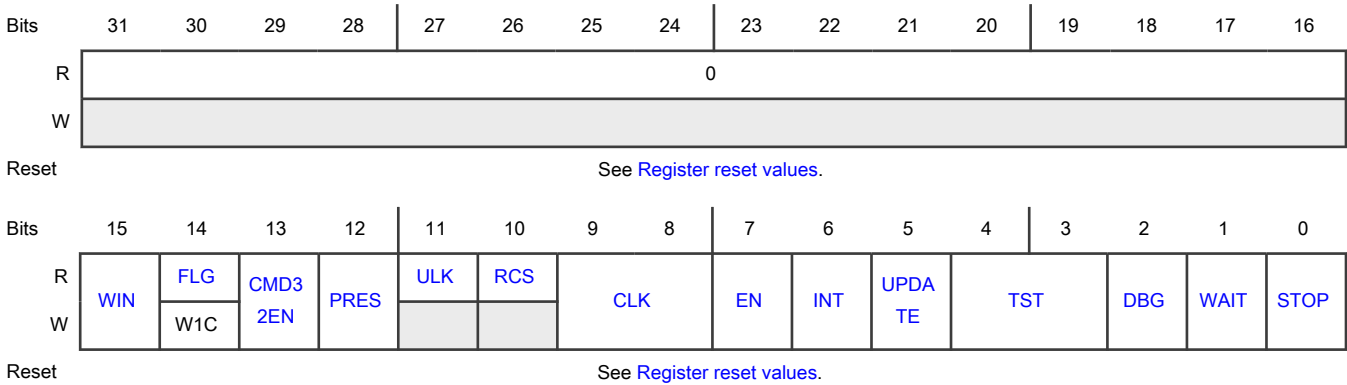 Bits 31 30 29 28 27 26 25 24 23 22 21 20 19 18 17 16
R 0
W
Reset See Register reset values.
Bits 15 14 13 12 11 10 9 8 7 6 5 4 3 2 1 0
R WIN FLG CMD3 PRES ULK RCS CLK EN INT UPDA TST DBG WAIT STOP
2EN TE
W W1C
Reset See Register reset values.